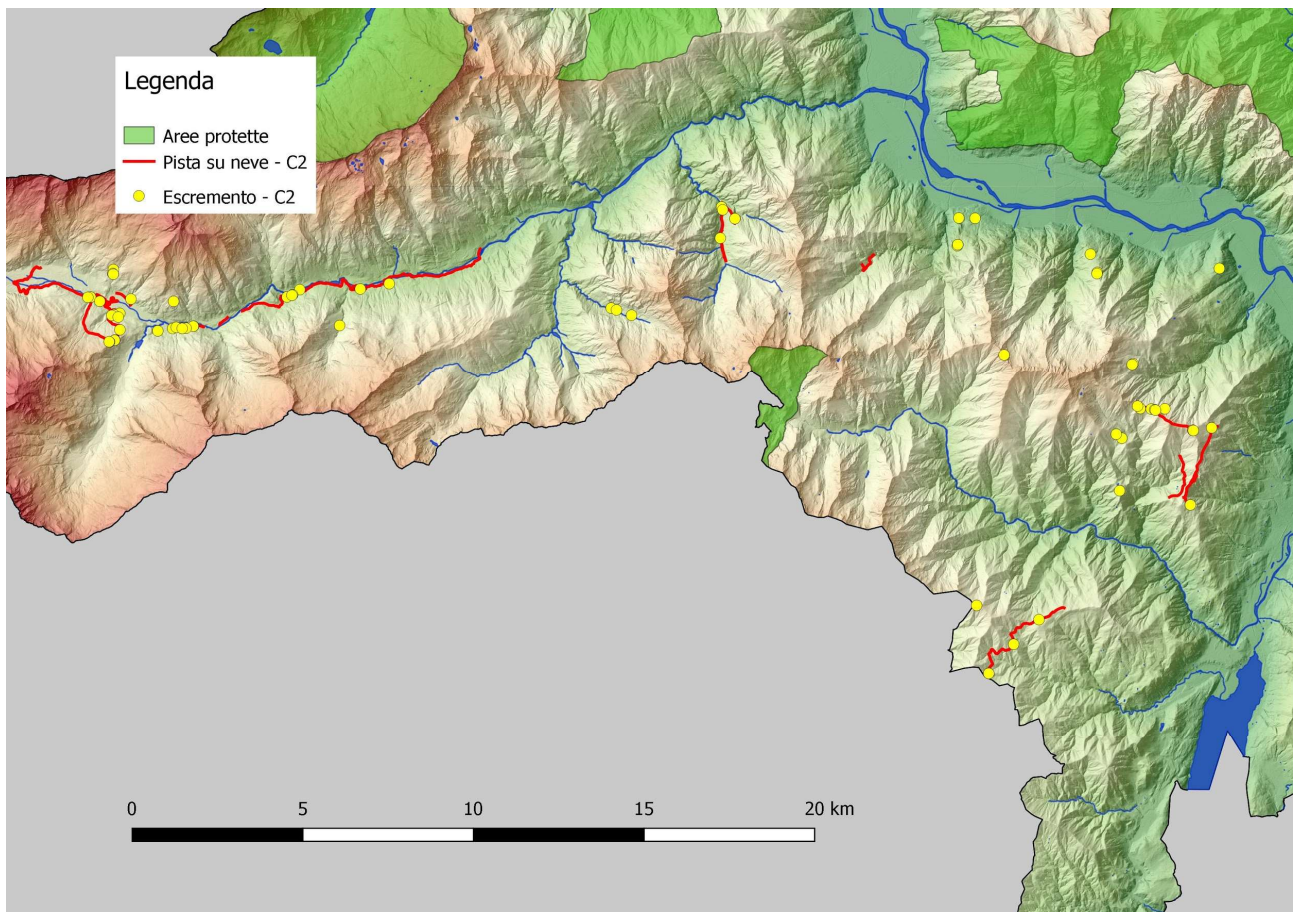 Legenda
Aree protette
Pista su neve - C2
Escremento - C2
0 5 10 15 20 km